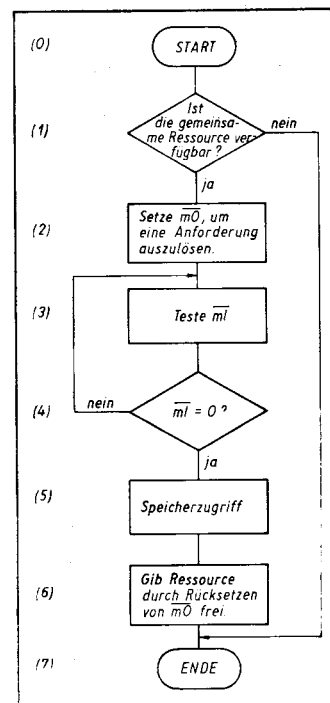 (0) START
Ist
die gemeinsa-
(1) me Ressource ver- nein
fugbar?
ja
(2) Setze m̅O̅, um
eine Anforderung
auszulösen.
(3) Teste m̅I̅
nein
(4) m̅I̅ = 0 ?
ja
(5) Speicherzugriff
Gib Ressource
(6) durch Rücksetzen
von m̅O̅ frei.
(7) ENDE